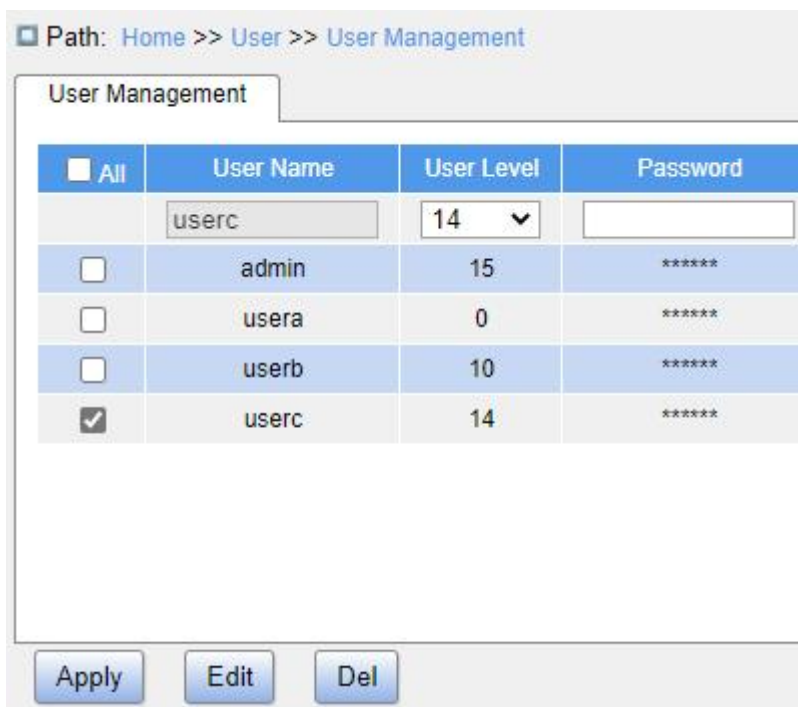 Path: Home >> User >> User Management
User Management
All User Name User Level Password
userc 14
admin 15 ******
usera 0 ******
userb 10 ******
userc 14 ******
Apply Edit Del